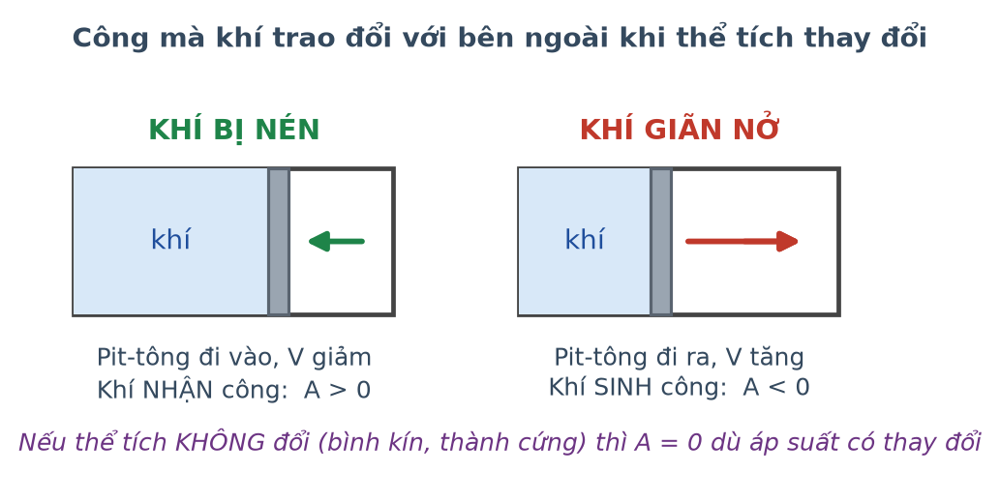 Công mà khí trao đổi với bên ngoài khi thể tích thay đổi
KHÍ BỊ NÉN
khí
Pit-tông đi vào, V giảm
Khí NHẬN công:  A > 0
KHÍ GIÃN NỞ
khí
Pit-tông đi ra, V tăng
Khí SINH công:  A < 0
Nếu thể tích KHÔNG đổi (bình kín, thành cứng) thì A = 0 dù áp suất có thay đổi